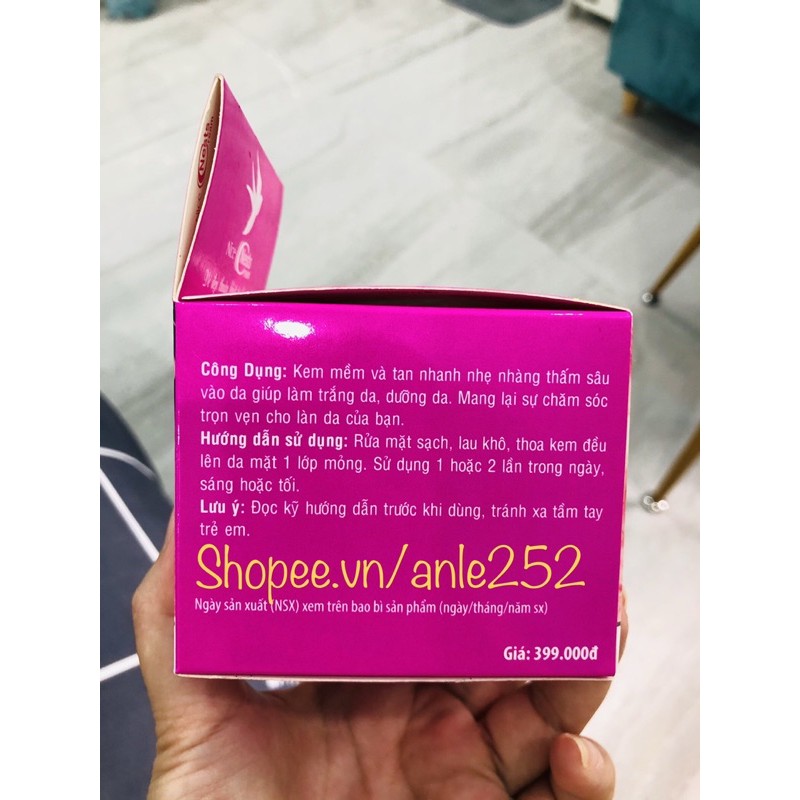 Công Dụng: Kem mềm và tan nhanh nhẹ nhàng thấm sâu
vào da giúp làm trắng da, dưỡng da. Mang lại sự chăm sóc
trọn vẹn cho làn da của bạn.
Hướng dẫn sử dụng: Rửa mặt sạch, lau khô, thoa kem đều
lên da mặt 1 lớp mỏng. Sử dụng 1 hoặc 2 lần trong ngày,
sáng hoặc tối.
Lưu ý: Đọc kỹ hướng dẫn trước khi dùng, tránh xa tầm tay
trẻ em.
Shopee.vn/anle252
Ngày sản xuất (NSX) xem trên bao bì sản phẩm (ngày/tháng/năm sx)
Giá: 399.000đ